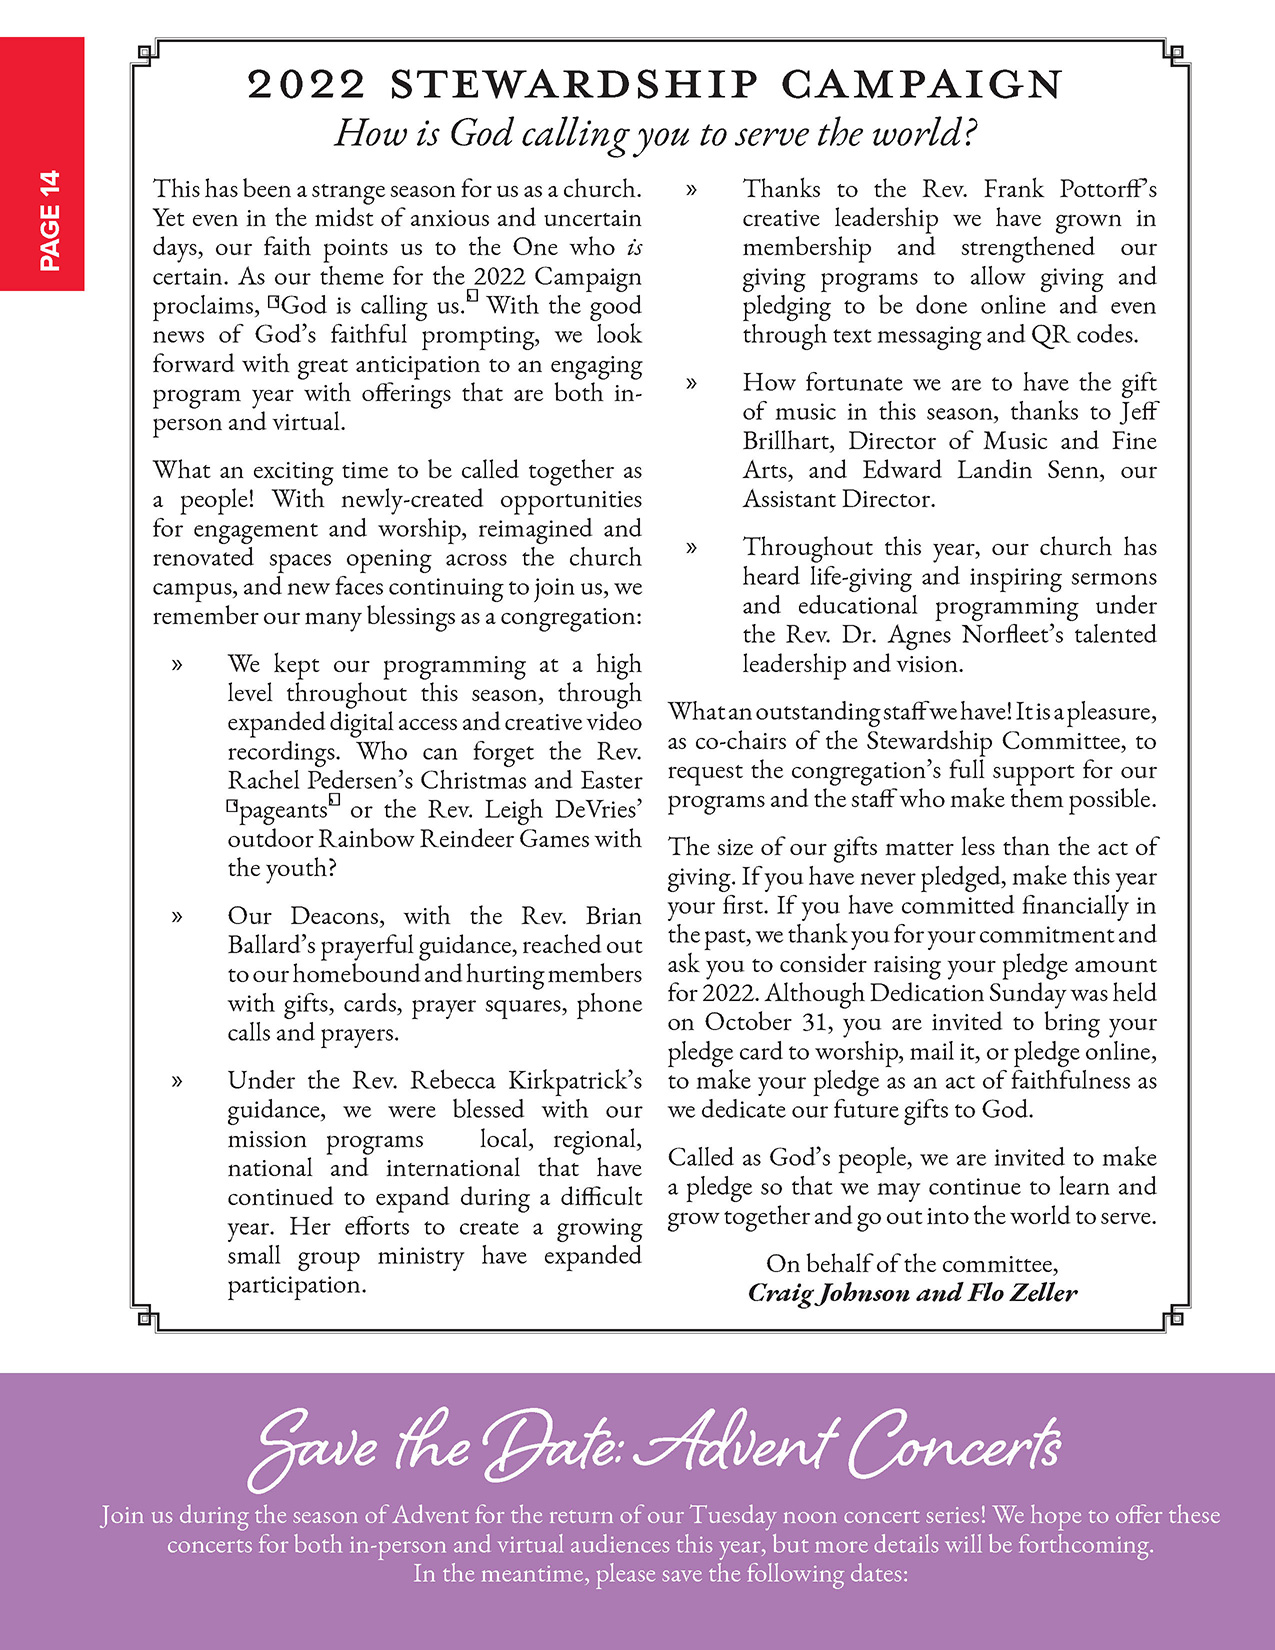 PAGE 14
2022 STEWARDSHIP CAMPAIGN
How is God calling you to serve the world?
This has been a strange season for us as a church.
Yet even in the midst of anxious and uncertain
days, our faith points us to the One who is
certain. As our theme for the 2022 Campaign
proclaims, God is calling us. With the good
news of God’s faithful prompting, we look
forward with great anticipation to an engaging
program year with offerings that are both in-
person and virtual.
What an exciting time to be called together as
a people! With newly-created opportunities
for engagement and worship, reimagined and
renovated spaces opening across the church
campus, and new faces continuing to join us, we
remember our many blessings as a congregation:
» We kept our programming at a high
level throughout this season, through
expanded digital access and creative video
recordings. Who can forget the Rev.
Rachel Pedersen’s Christmas and Easter
pageants or the Rev. Leigh DeVries’
outdoor Rainbow Reindeer Games with
the youth?
» Our Deacons, with the Rev. Brian
Ballard’s prayerful guidance, reached out
to our homebound and hurting members
with gifts, cards, prayer squares, phone
calls and prayers.
» Under the Rev. Rebecca Kirkpatrick’s
guidance, we were blessed with our
mission programs local, regional,
national and international that have
continued to expand during a difficult
year. Her efforts to create a growing
small group ministry have expanded
participation.
» Thanks to the Rev. Frank Pottorff’s
creative leadership we have grown in
membership and strengthened our
giving programs to allow giving and
pledging to be done online and even
through text messaging and QR codes.
» How fortunate we are to have the gift
of music in this season, thanks to Jeff
Brillhart, Director of Music and Fine
Arts, and Edward Landin Senn, our
Assistant Director.
» Throughout this year, our church has
heard life-giving and inspiring sermons
and educational programming under
the Rev. Dr. Agnes Norfleet’s talented
leadership and vision.
What an outstanding staff we have! It is a pleasure,
as co-chairs of the Stewardship Committee, to
request the congregation’s full support for our
programs and the staff who make them possible.
The size of our gifts matter less than the act of
giving. If you have never pledged, make this year
your first. If you have committed financially in
the past, we thank you for your commitment and
ask you to consider raising your pledge amount
for 2022. Although Dedication Sunday was held
on October 31, you are invited to bring your
pledge card to worship, mail it, or pledge online,
to make your pledge as an act of faithfulness as
we dedicate our future gifts to God.
Called as God’s people, we are invited to make
a pledge so that we may continue to learn and
grow together and go out into the world to serve.
On behalf of the committee,
Craig Johnson and Flo Zeller
Save the Date: Advent Concerts
Join us during the season of Advent for the return of our Tuesday noon concert series! We hope to offer these
concerts for both in-person and virtual audiences this year, but more details will be forthcoming.
In the meantime, please save the following dates: